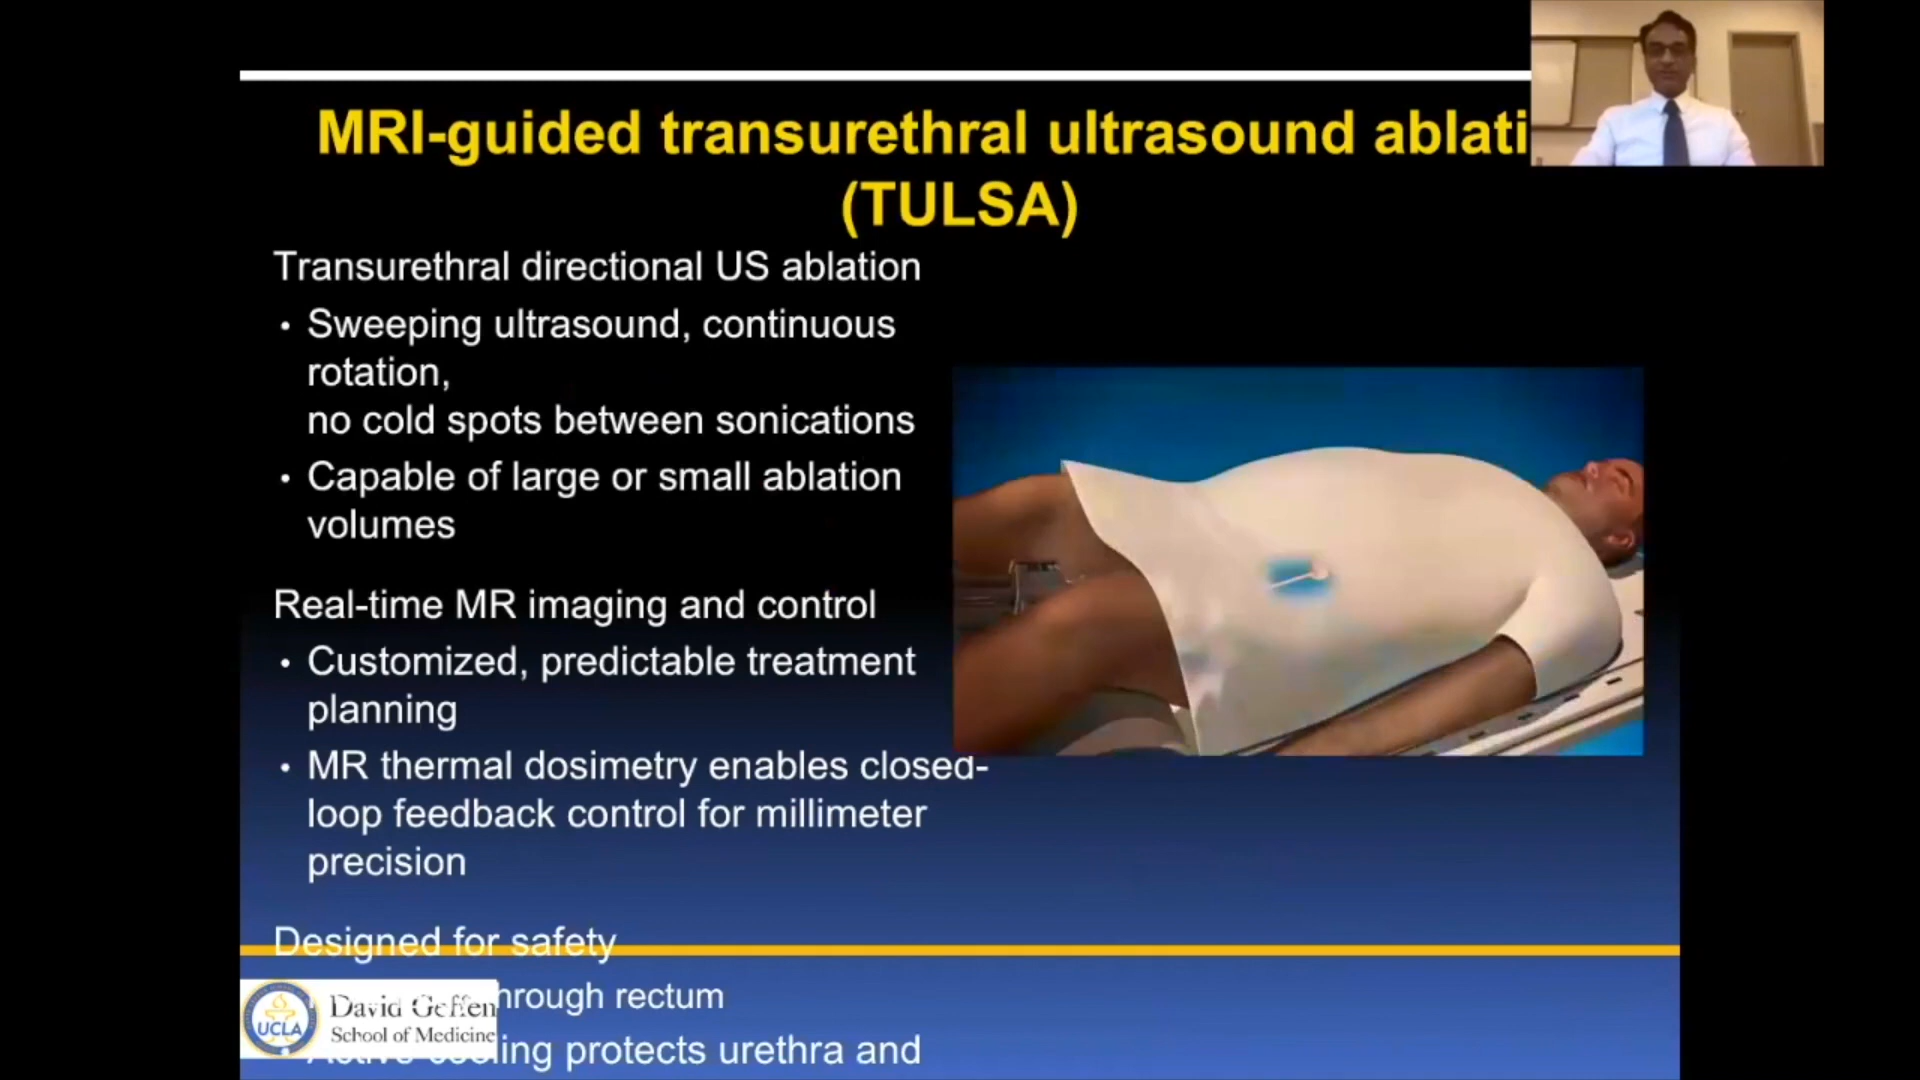 MRI-guided transurethral ultrasound ablati
(TULSA)
Transurethral directional US ablation
• Sweeping ultrasound, continuous
rotation,
no cold spots between sonications
• Capable of large or small ablation
volumes
Real-time MR imaging and control
• Customized, predictable treatment
planning
• MR thermal dosimetry enables closed-
loop feedback control for millimeter
precision
Designed for safety
hrough rectum
ling protects urethra and
UCLA
David Geffen
School of Medicine